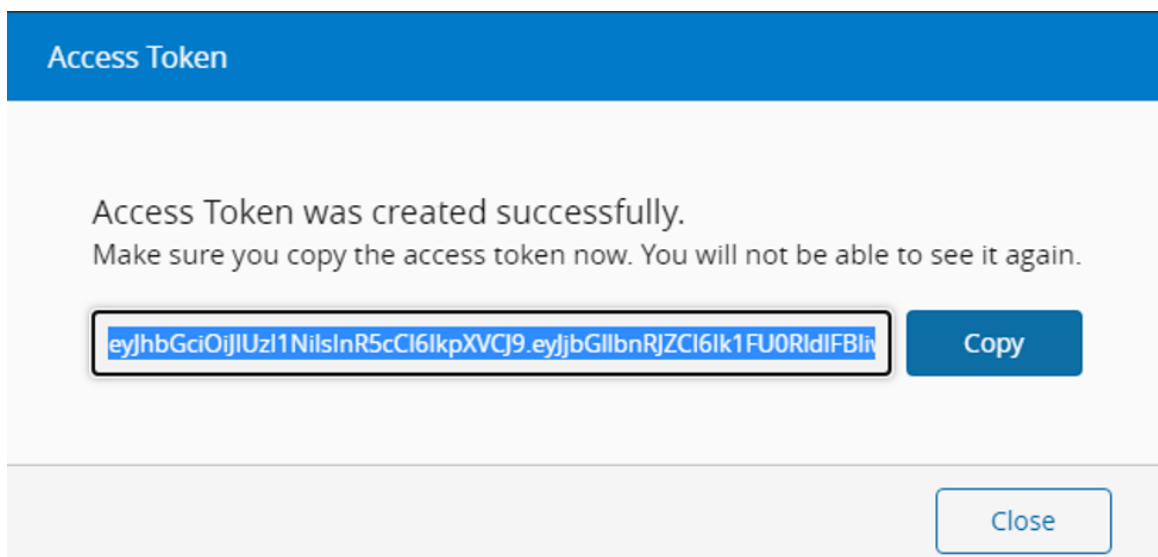 Access Token
Access Token was created successfully.
Make sure you copy the access token now. You will not be able to see it again.
eyJhbGciOiJIUzI1NiIsInR5cCI6IkpXVCJ9.eyJjbGllbnRJZCI6Ik1FU0RIdlFBIiw
Copy
Close